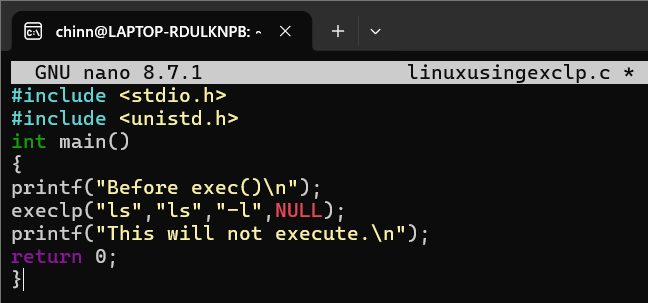 chinn@LAPTOP-RDULKNPB: ~
GNU nano 8.7.1 linuxusingexclp.c *
#include <stdio.h>
#include <unistd.h>
int main()
{
printf("Before exec()\n");
execlp("ls","ls","-l",NULL);
printf("This will not execute.\n");
return 0;
}